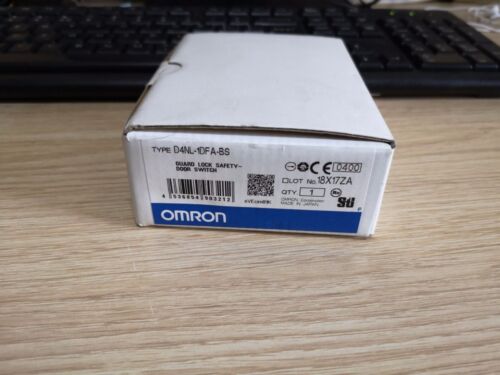 TYPE D4NL-1DFA-BS
GUARD LOCK SAFETY-
DOOR SWITCH
CE 0400
LOT No. 18X17ZA
QTY. 1
OMRON Corporation
MADE IN JAPAN
OMRON